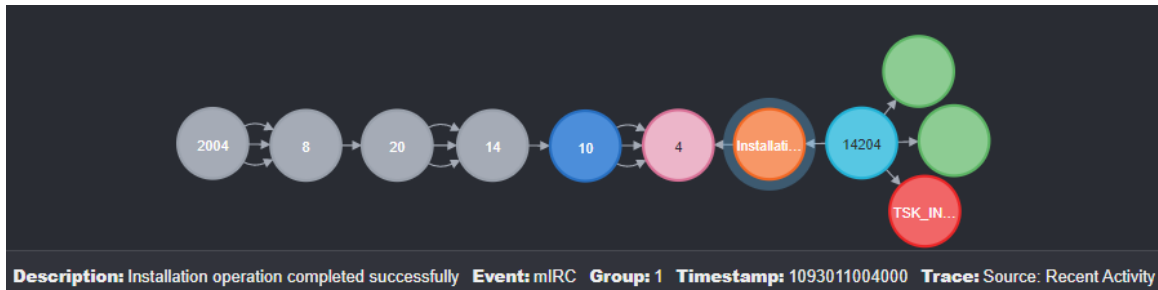 2004
8
20
14
10
4
Installati...
14204
TSK_IN...
Description: Installation operation completed successfully Event: mIRC Group: 1 Timestamp: 1093011004000 Trace: Source: Recent Activity